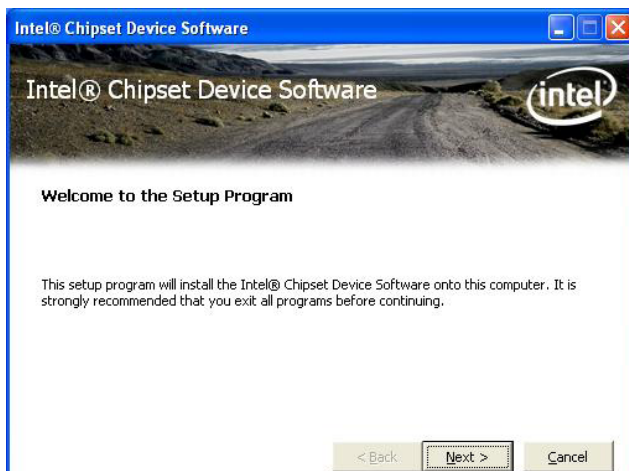 Intel® Chipset Device Software
Intel® Chipset Device Software
intel
Welcome to the Setup Program
This setup program will install the Intel® Chipset Device Software onto this computer. It is
strongly recommended that you exit all programs before continuing.
< Back
Next >
Cancel